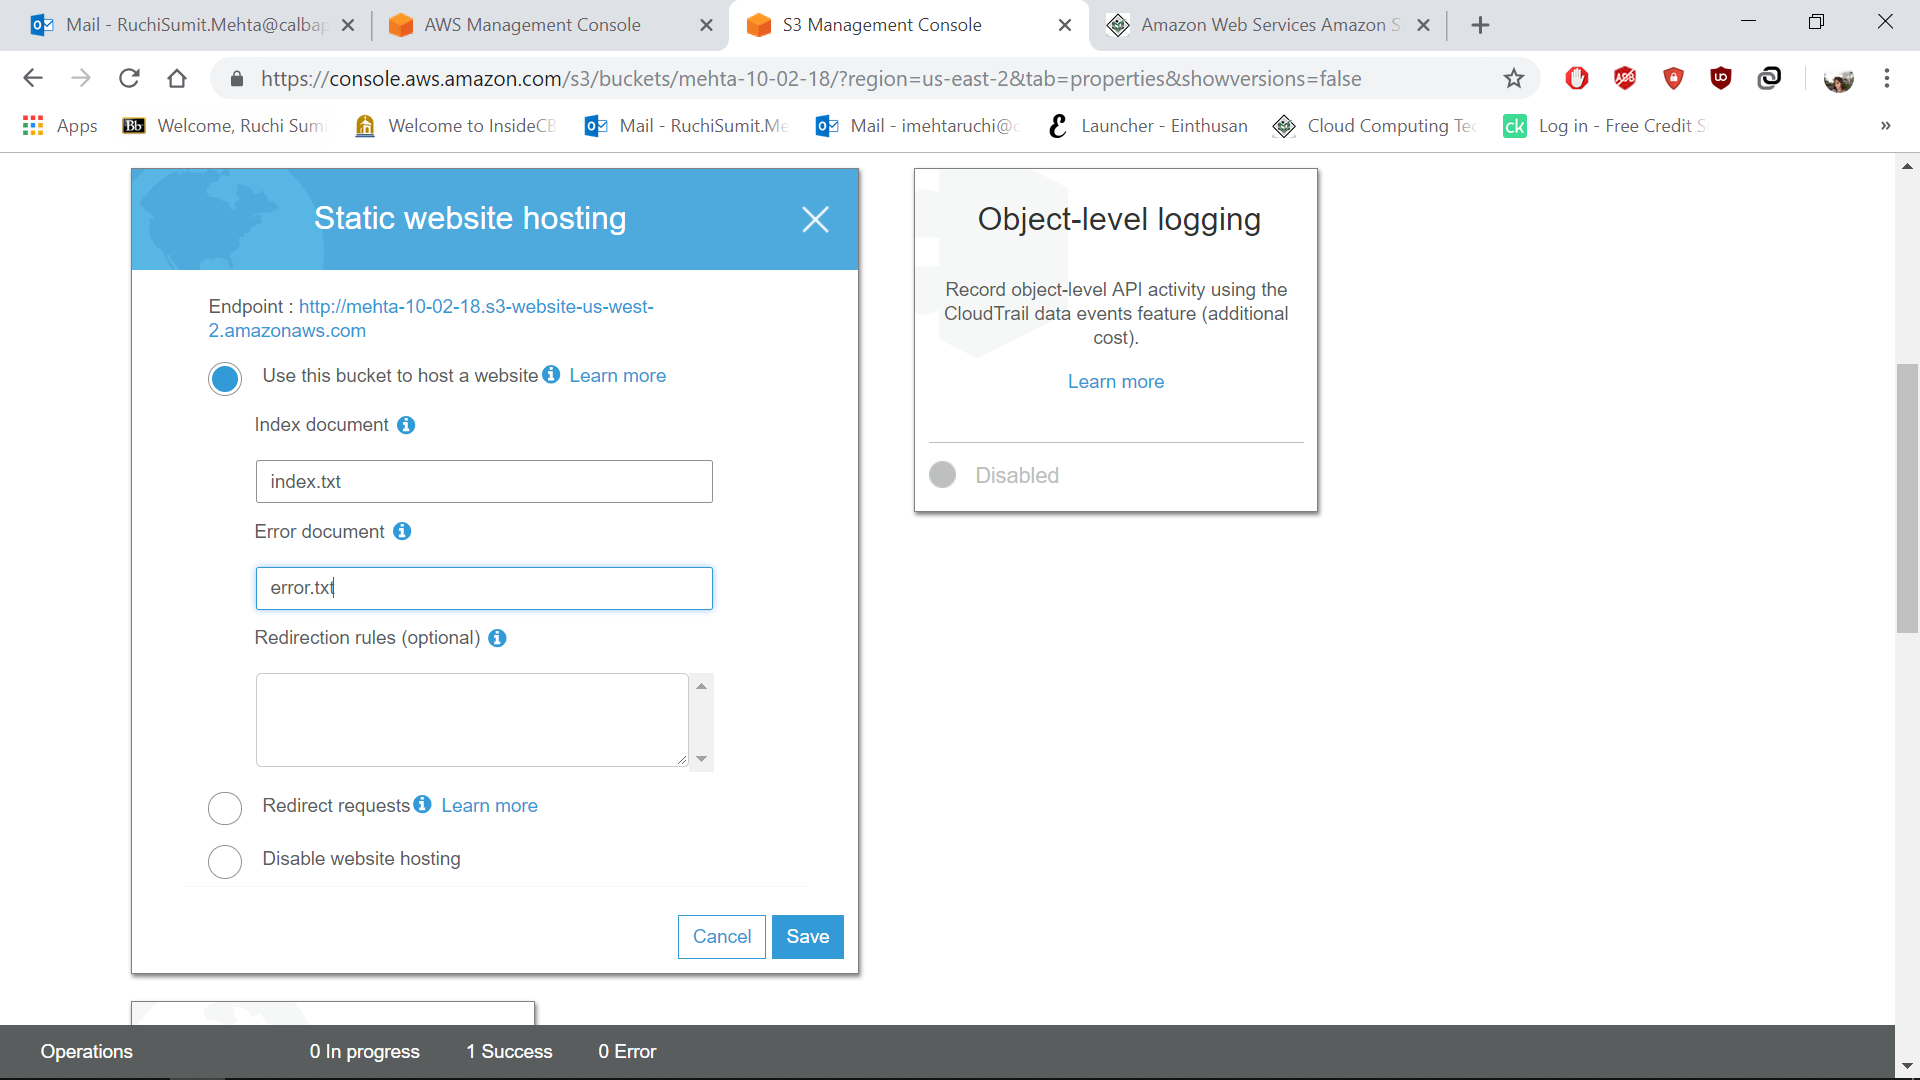 Mail - RuchiSumit.Mehta@calbap
AWS Management Console
S3 Management Console
Amazon Web Services Amazon S
https://console.aws.amazon.com/s3/buckets/mehta-10-02-18/?region=us-east-2&tab=properties&showversions=false
ABP
Apps
Bb
Welcome, Ruchi Sumi
Welcome to InsideCB
Mail - RuchiSumit.Me
Mail - imehtaruchi@
Launcher - Einthusan
Cloud Computing Tec
ck
Log in - Free Credit S
»
Static website hosting
Endpoint : http://mehta-10-02-18.s3-website-us-west-
2.amazonaws.com
Use this bucket to host a website Learn more
Index document
index.txt
Error document
error.txt
Redirection rules (optional)
Redirect requests Learn more
Disable website hosting
Cancel
Save
Object-level logging
Record object-level API activity using the
CloudTrail data events feature (additional
cost).
Learn more
Disabled
Operations
0 In progress
1 Success
0 Error